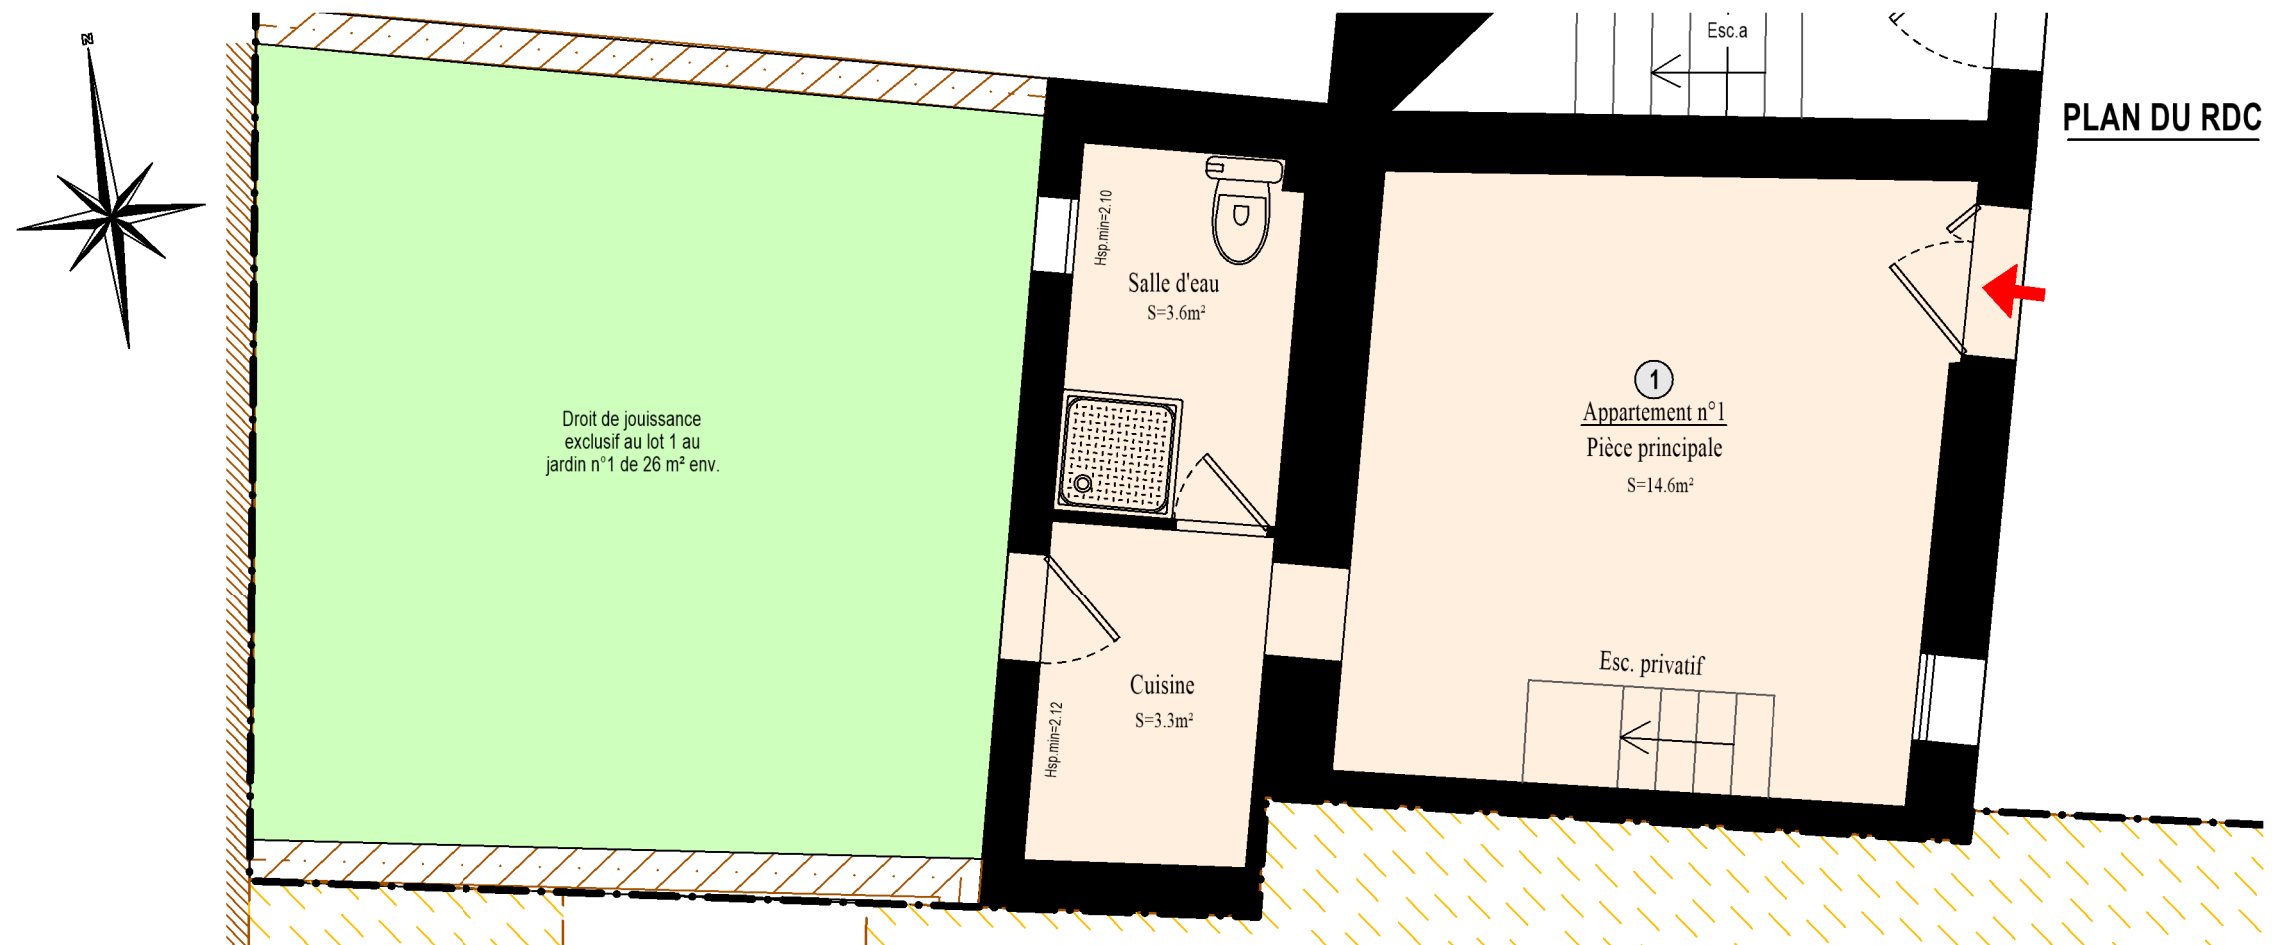 N
Esc.a
PLAN DU RDC
Hsp.min=2.10
Salle d'eau
S=3.6m²
1
Appartement n°1
Pièce principale
S=14.6m²
Droit de jouissance
exclusif au lot 1 au
jardin n°1 de 26 m² env.
Esc. privatif
Cuisine
S=3.3m²
Hsp.min=2.12